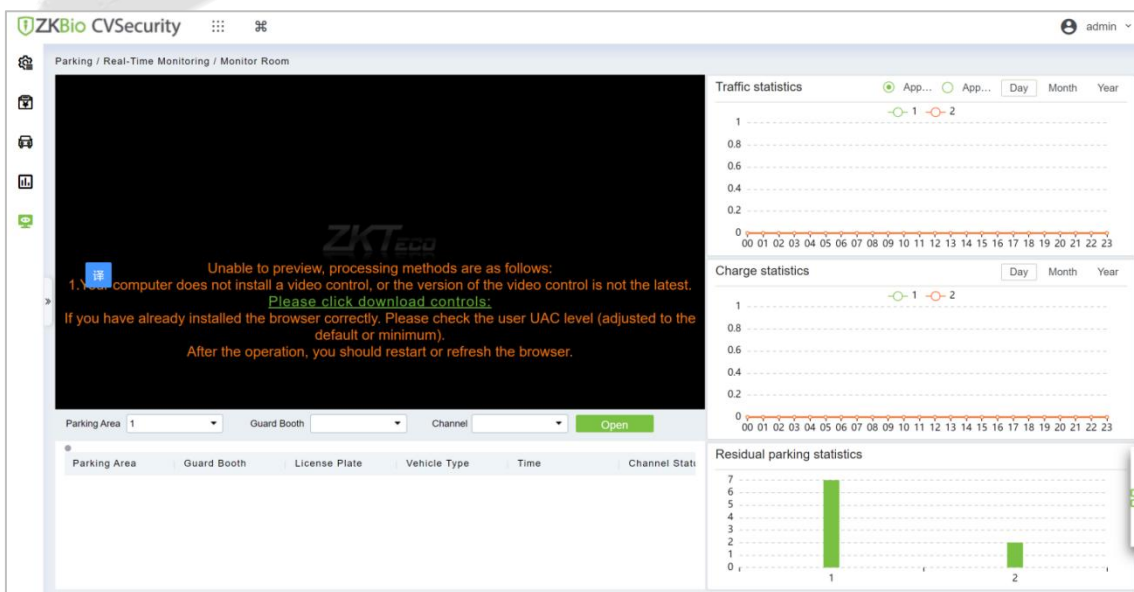 ZKBio CVSecurity
admin
Parking / Real-Time Monitoring / Monitor Room
ZKTECO
Unable to preview, processing methods are as follows:
译
1. computer does not install a video control, or the version of the video control is not the latest.
Please click download controls:
If you have already installed the browser correctly. Please check the user UAC level (adjusted to the
default or minimum).
After the operation, you should restart or refresh the browser.
Parking Area 1 Guard Booth Channel Open
Parking Area Guard Booth License Plate Vehicle Type Time Channel Statu
Traffic statistics App... App... Day Month Year
1 2
1
0.8
0.6
0.4
0.2
0
00 01 02 03 04 05 06 07 08 09 10 11 12 13 14 15 16 17 18 19 20 21 22 23
Charge statistics Day Month Year
1 2
1
0.8
0.6
0.4
0.2
0
00 01 02 03 04 05 06 07 08 09 10 11 12 13 14 15 16 17 18 19 20 21 22 23
Residual parking statistics
7
6
5
4
3
2
1
0
1 2